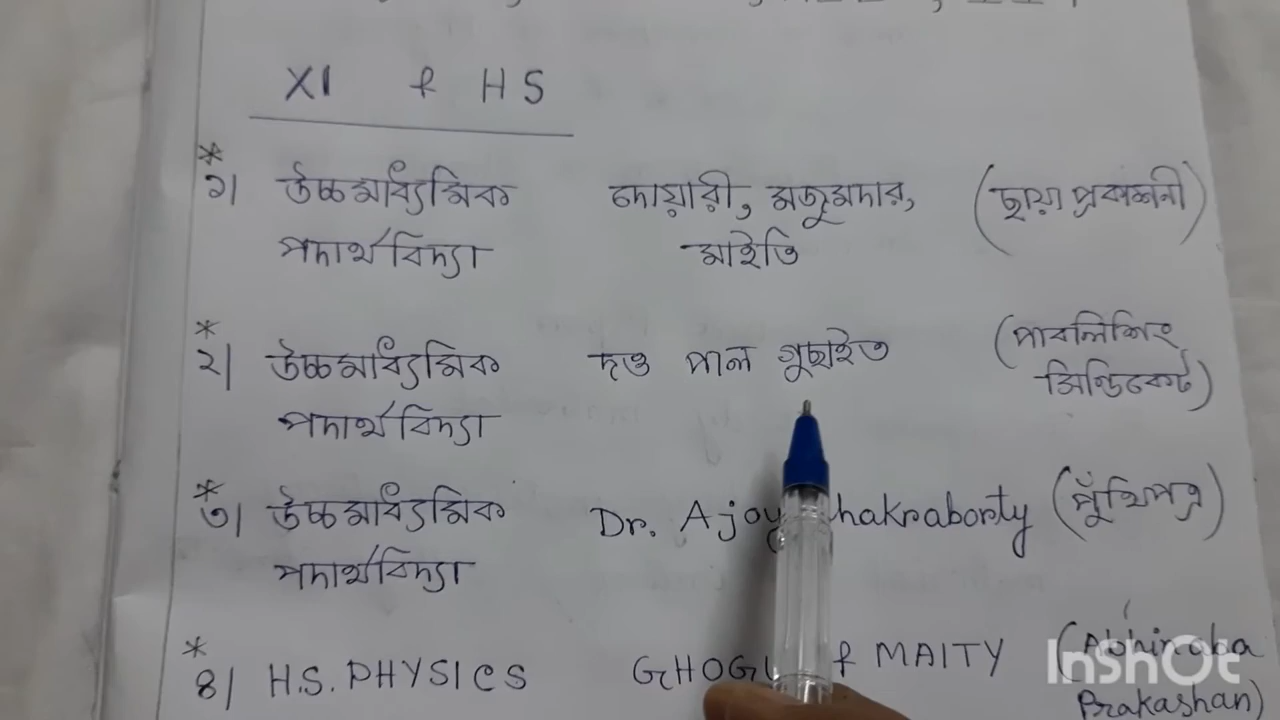 XI & HS
* ১। উচ্চমাধ্যমিক দোয়ারী, মজুমদার, (ছায়া প্রকাশনী)
পদার্থবিদ্যা মাইতি
* ২। উচ্চমাধ্যমিক দত্ত পাল গুছাইত (পাবলিশিং
পদার্থবিদ্যা সিন্ডিকেট)
* ৩। উচ্চমাধ্যমিক Dr. Ajoy Chakraborty (পুঁথিপত্র)
পদার্থবিদ্যা
* ৪। H.S. PHYSICS & MAITY (Abhinaba
Prakashan)
InShOt